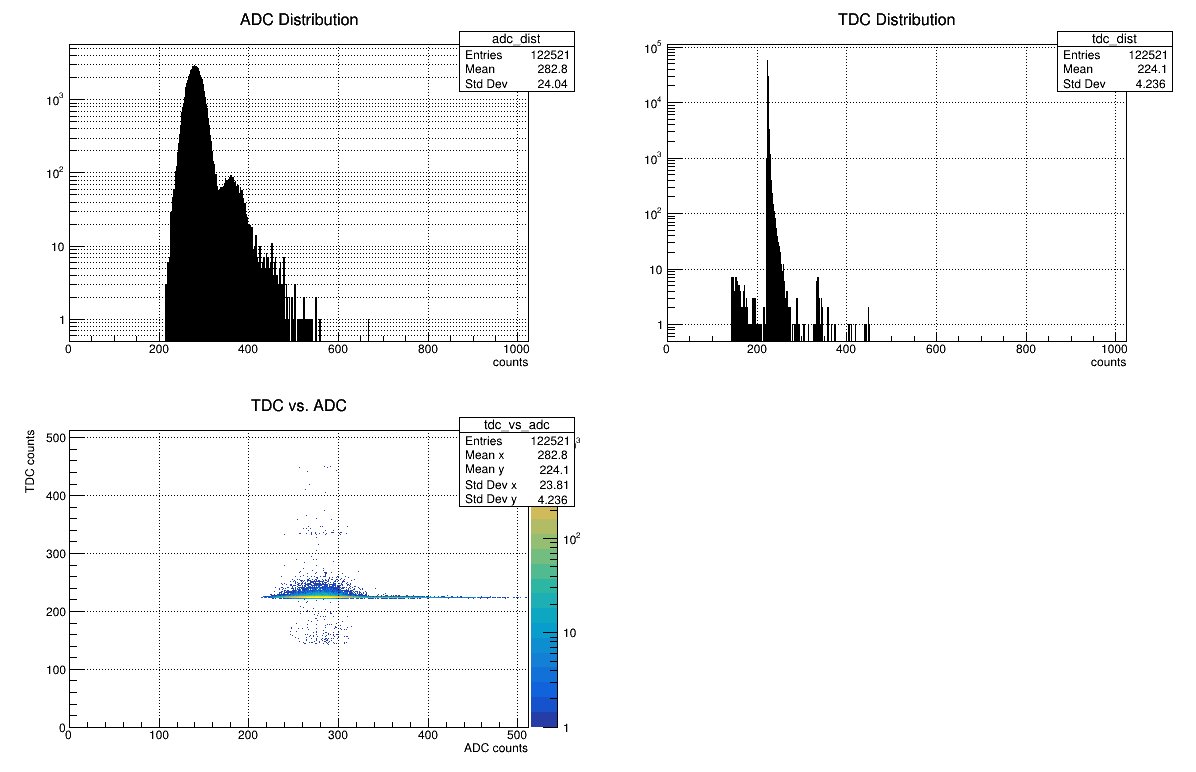 ADC Distribution
adc_dist
Entries 122521
Mean 282.8
Std Dev 24.04
10³
10²
10
1
0 200 400 600 800 1000
counts
TDC Distribution
tdc_dist
Entries 122521
Mean 224.1
Std Dev 4.236
10⁵
10⁴
10³
10²
10
1
0 200 400 600 800 1000
counts
TDC vs. ADC
tdc_vs_adc
Entries 122521
Mean x 282.8
Mean y 224.1
Std Dev x 23.81
Std Dev y 4.236
3
TDC counts
500
400
300
200
100
0
0 100 200 300 400 500
ADC counts
10²
10
1